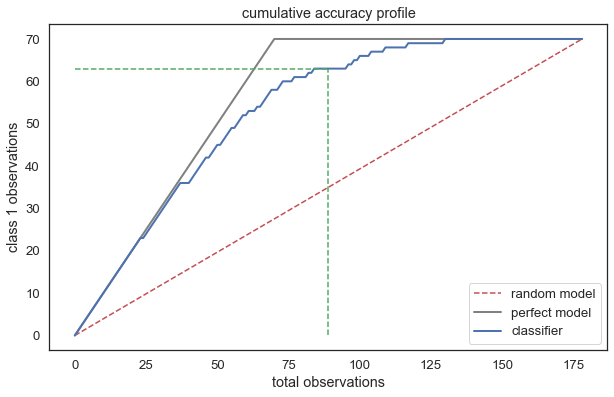 cumulative accuracy profile
70
60
50
40
30
20
10
0
class 1 observations
0 25 50 75 100 125 150 175
total observations
random model
perfect model
classifier